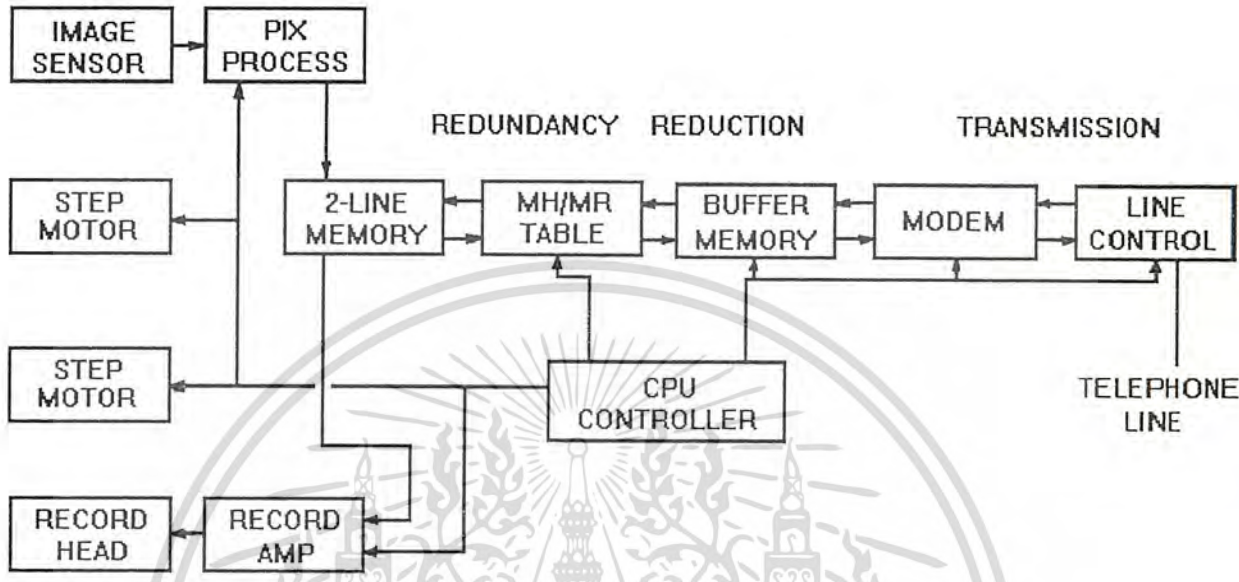 IMAGE
SENSOR
PIX
PROCESS
REDUNDANCY REDUCTION
TRANSMISSION
STEP
MOTOR
2-LINE
MEMORY
MH/MR
TABLE
BUFFER
MEMORY
MODEM
LINE
CONTROL
STEP
MOTOR
CPU
CONTROLLER
TELEPHONE
LINE
RECORD
HEAD
RECORD
AMP